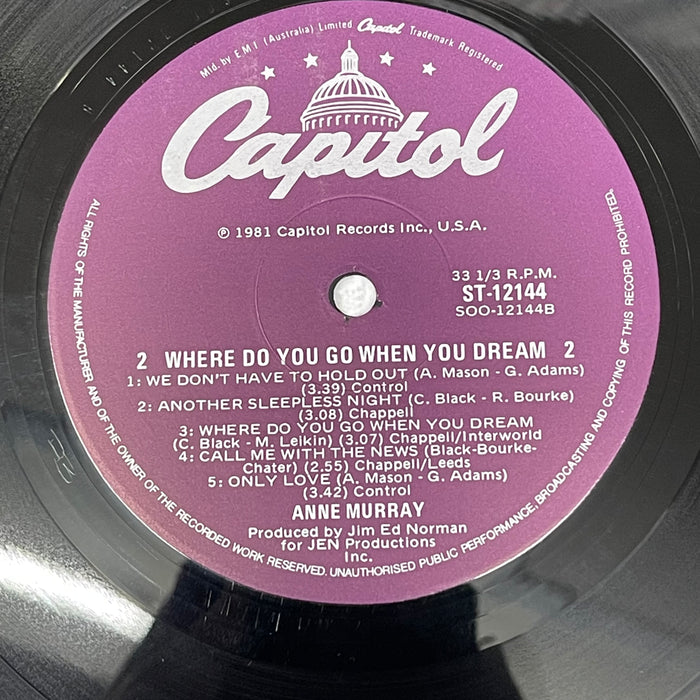 Mfd. by E M I (Australia) Limited. Capitol Trademark Registered
Capitol
℗ 1981 Capitol Records Inc., U.S.A.
33 1/3 R.P.M.
ST-12144
SOO-12144B
2 WHERE DO YOU GO WHEN YOU DREAM 2
1: WE DON'T HAVE TO HOLD OUT (A. Mason - G. Adams)
(3.39) Control
2: ANOTHER SLEEPLESS NIGHT (C. Black - R. Bourke)
(3.08) Chappell
3: WHERE DO YOU GO WHEN YOU DREAM
(C. Black - M. Leikin) (3.07) Chappell/Interworld
4: CALL ME WITH THE NEWS (Black-Bourke-
Chater) (2.55) Chappell/Leeds
5: ONLY LOVE (A. Mason - G. Adams)
(3.42) Control
ANNE MURRAY
Produced by Jim Ed Norman
for JEN Productions
Inc.
ALL RIGHTS OF THE MANUFACTURER AND OF THE OWNER OF THE RECORDED WORK RESERVED. UNAUTHORISED PUBLIC PERFORMANCE, BROADCASTING AND COPYING OF THIS RECORD PROHIBITED.